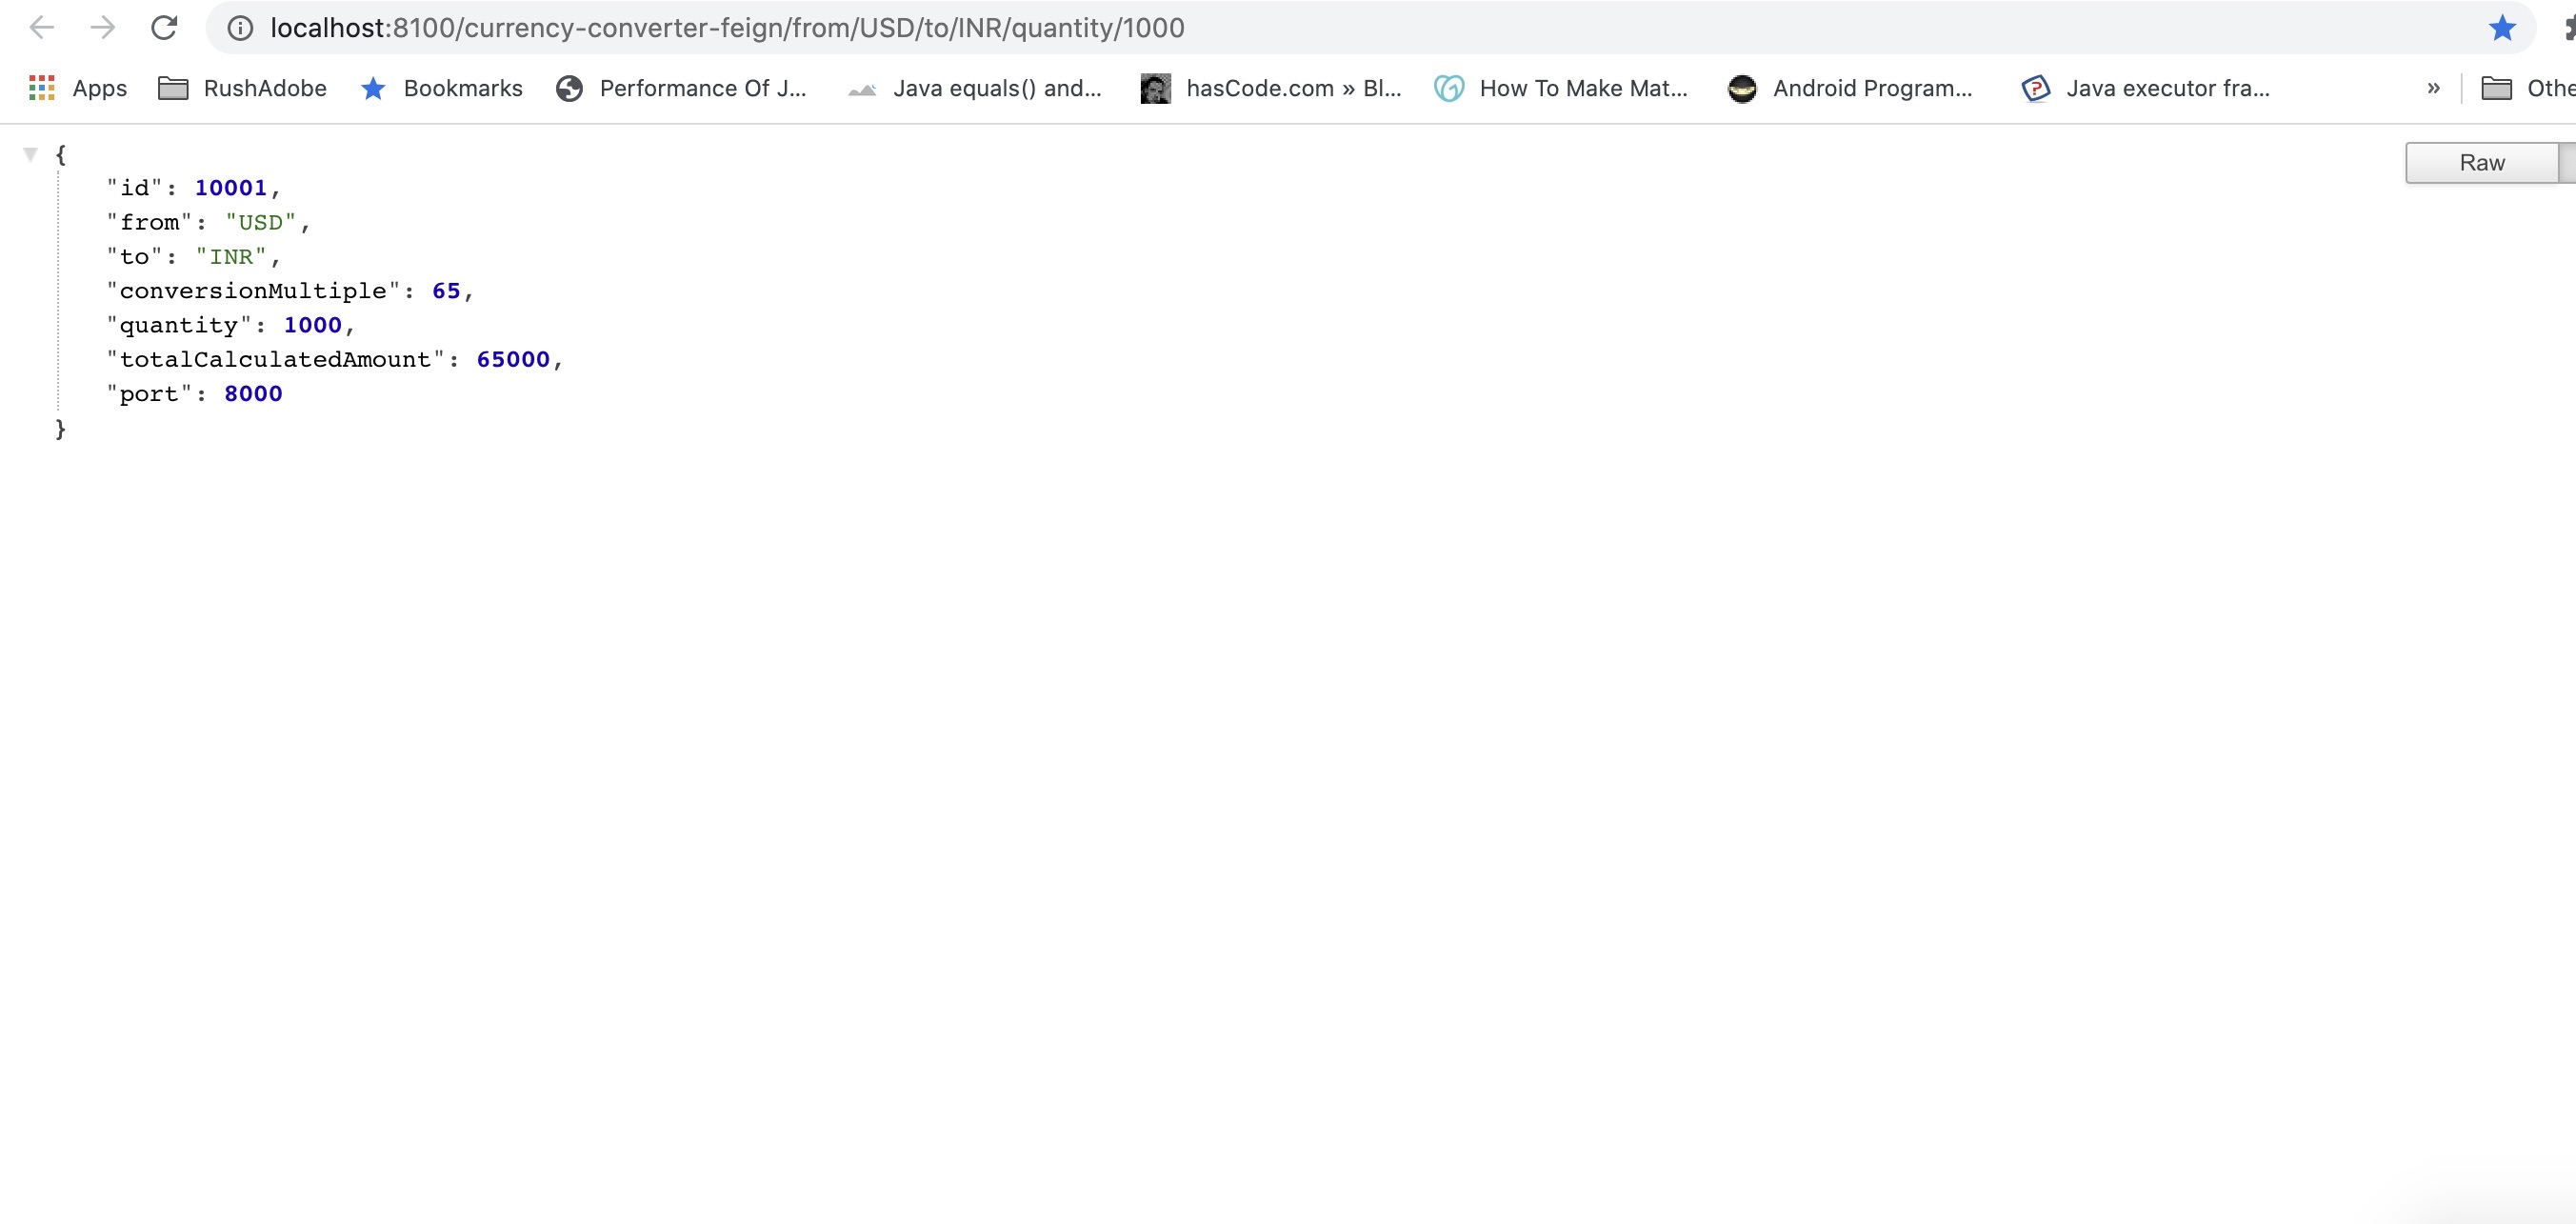 localhost:8100/currency-converter-feign/from/USD/to/INR/quantity/1000
Apps RushAdobe Bookmarks Performance Of J... Java equals() and... hasCode.com » Bl... How To Make Mat... Android Program... Java executor fra... » Othe
{
Raw
"id": 10001,
"from": "USD",
"to": "INR",
"conversionMultiple": 65,
"quantity": 1000,
"totalCalculatedAmount": 65000,
"port": 8000
}